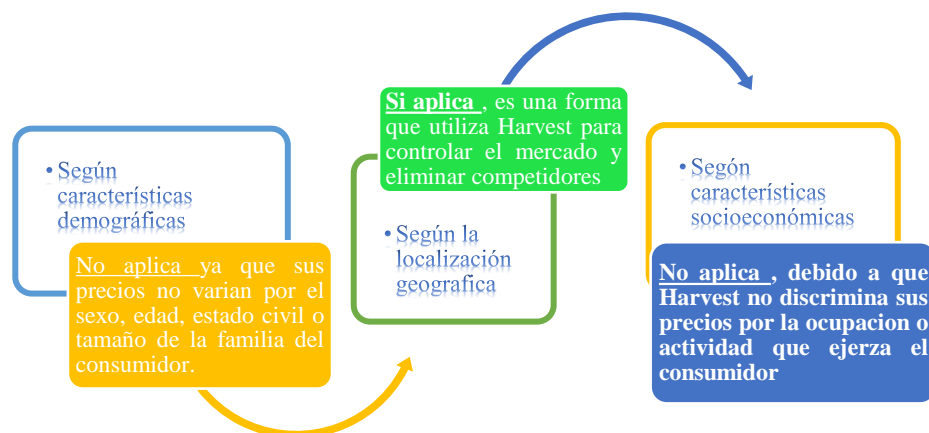 • Según
características
demográficas
No aplica ya que sus
precios no varian por el
sexo, edad, estado civil o
tamaño de la familia del
consumidor.
Si aplica , es una forma
que utiliza Harvest para
controlar el mercado y
eliminar competidores
• Según la
localización
geografica
• Segón
características
socioeconómicas
No aplica , debido a que
Harvest no discrimina sus
precios por la ocupacion o
actividad que ejerza el
consumidor